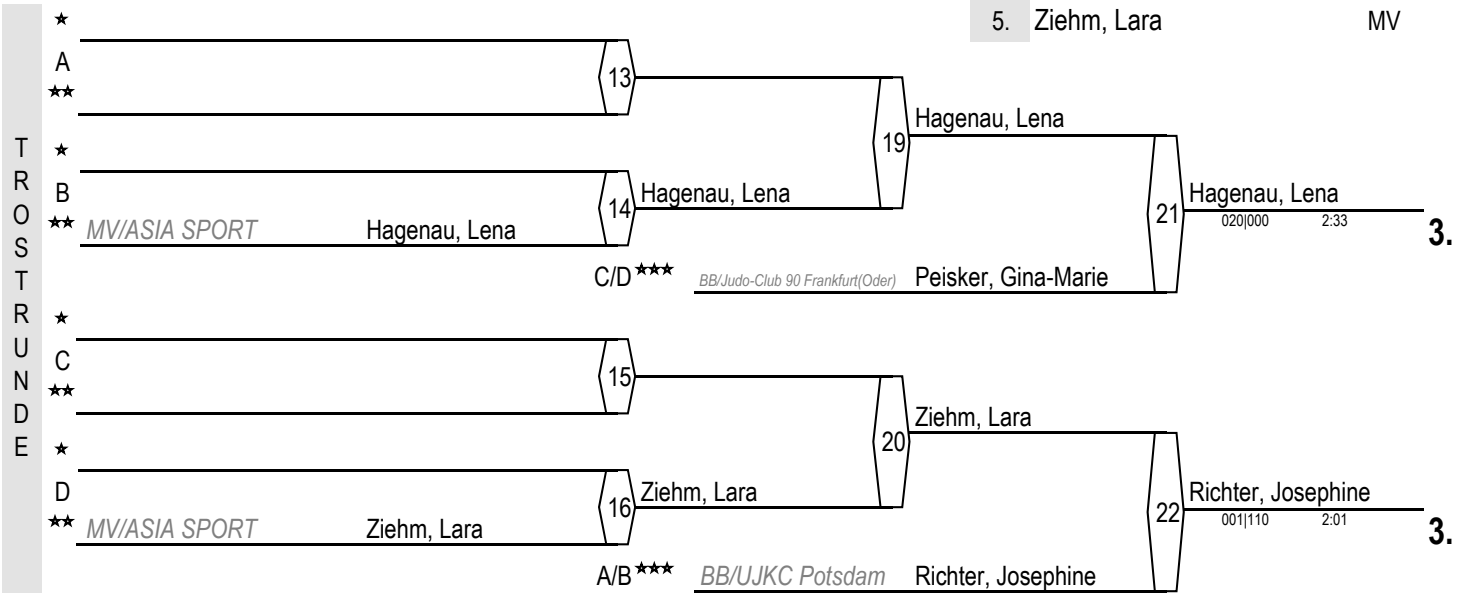 ★
5. Ziehm, Lara MV
A
13
★★
Hagenau, Lena
19
★
B
Hagenau, Lena
14
Hagenau, Lena
21
★★ MV/ASIA SPORT Hagenau, Lena
020|000 2:33
3.
C/D ★★★ BB/Judo-Club 90 Frankfurt(Oder) Peisker, Gina-Marie
TROSTRUNDE
★
C
15
★★
Ziehm, Lara
20
★
D
Ziehm, Lara
16
Richter, Josephine
22
★★ MV/ASIA SPORT Ziehm, Lara
001|110 2:01
3.
A/B ★★★ BB/UJKC Potsdam Richter, Josephine